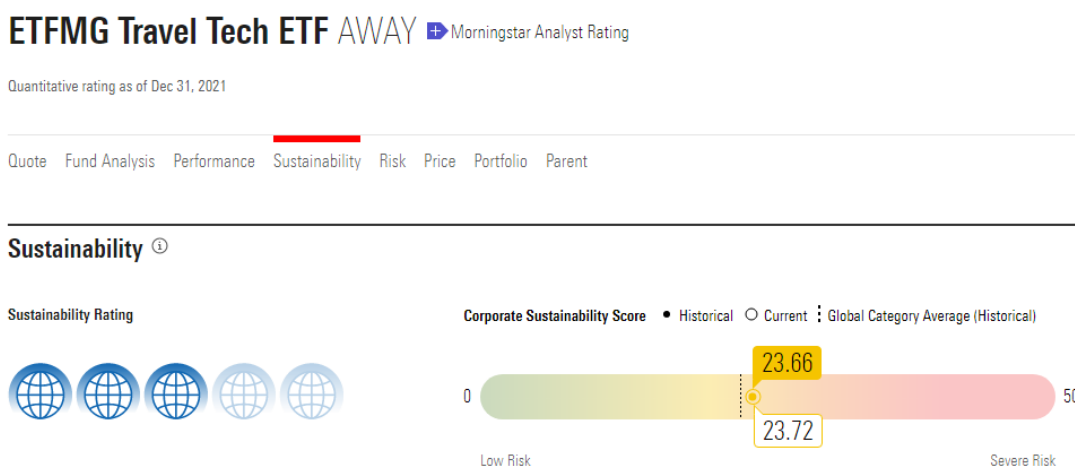 ETFMG Travel Tech ETF AWAY + Morningstar Analyst Rating
Quantitative rating as of Dec 31, 2021
Quote Fund Analysis Performance Sustainability Risk Price Portfolio Parent
Sustainability
Sustainability Rating
Corporate Sustainability Score Historical Current Global Category Average (Historical)
23.66
0 50
23.72
Low Risk Severe Risk